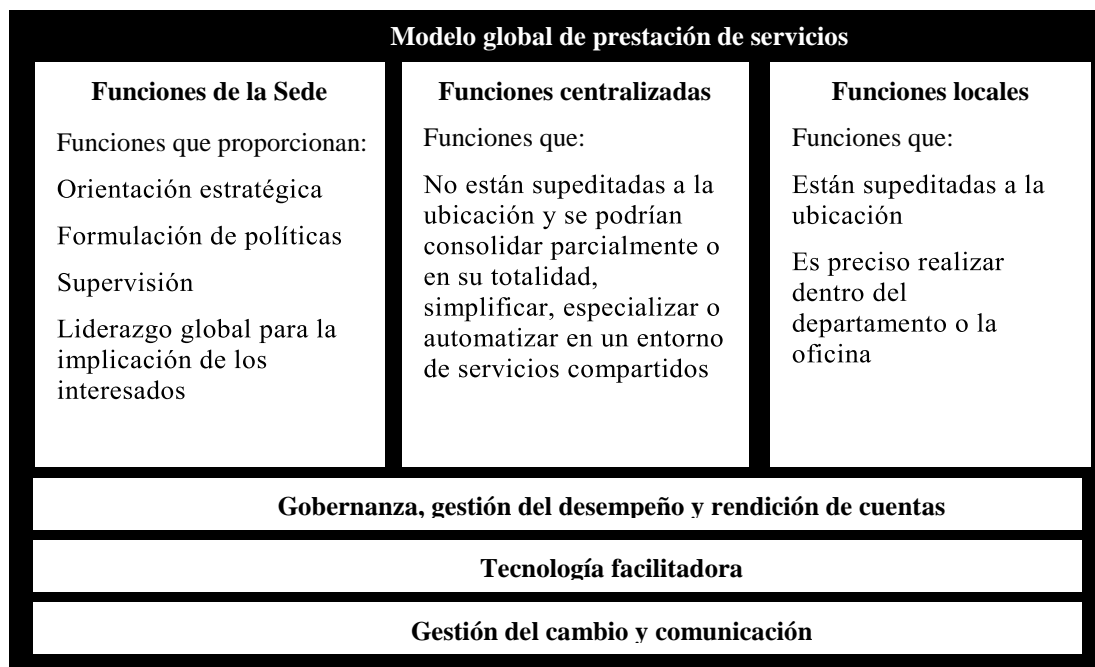 Modelo global de prestación de servicios
Funciones de la Sede
Funciones que proporcionan:
Orientación estratégica
Formulación de políticas
Supervisión
Liderazgo global para la
implicación de los
interesados
Funciones centralizadas
Funciones que:
No están supeditadas a la
ubicación y se podrían
consolidar parcialmente o
en su totalidad,
simplificar, especializar o
automatizar en un entorno
de servicios compartidos
Funciones locales
Funciones que:
Están supeditadas a la
ubicación
Es preciso realizar
dentro del
departamento o la
oficina
Gobernanza, gestión del desempeño y rendición de cuentas
Tecnología facilitadora
Gestión del cambio y comunicación